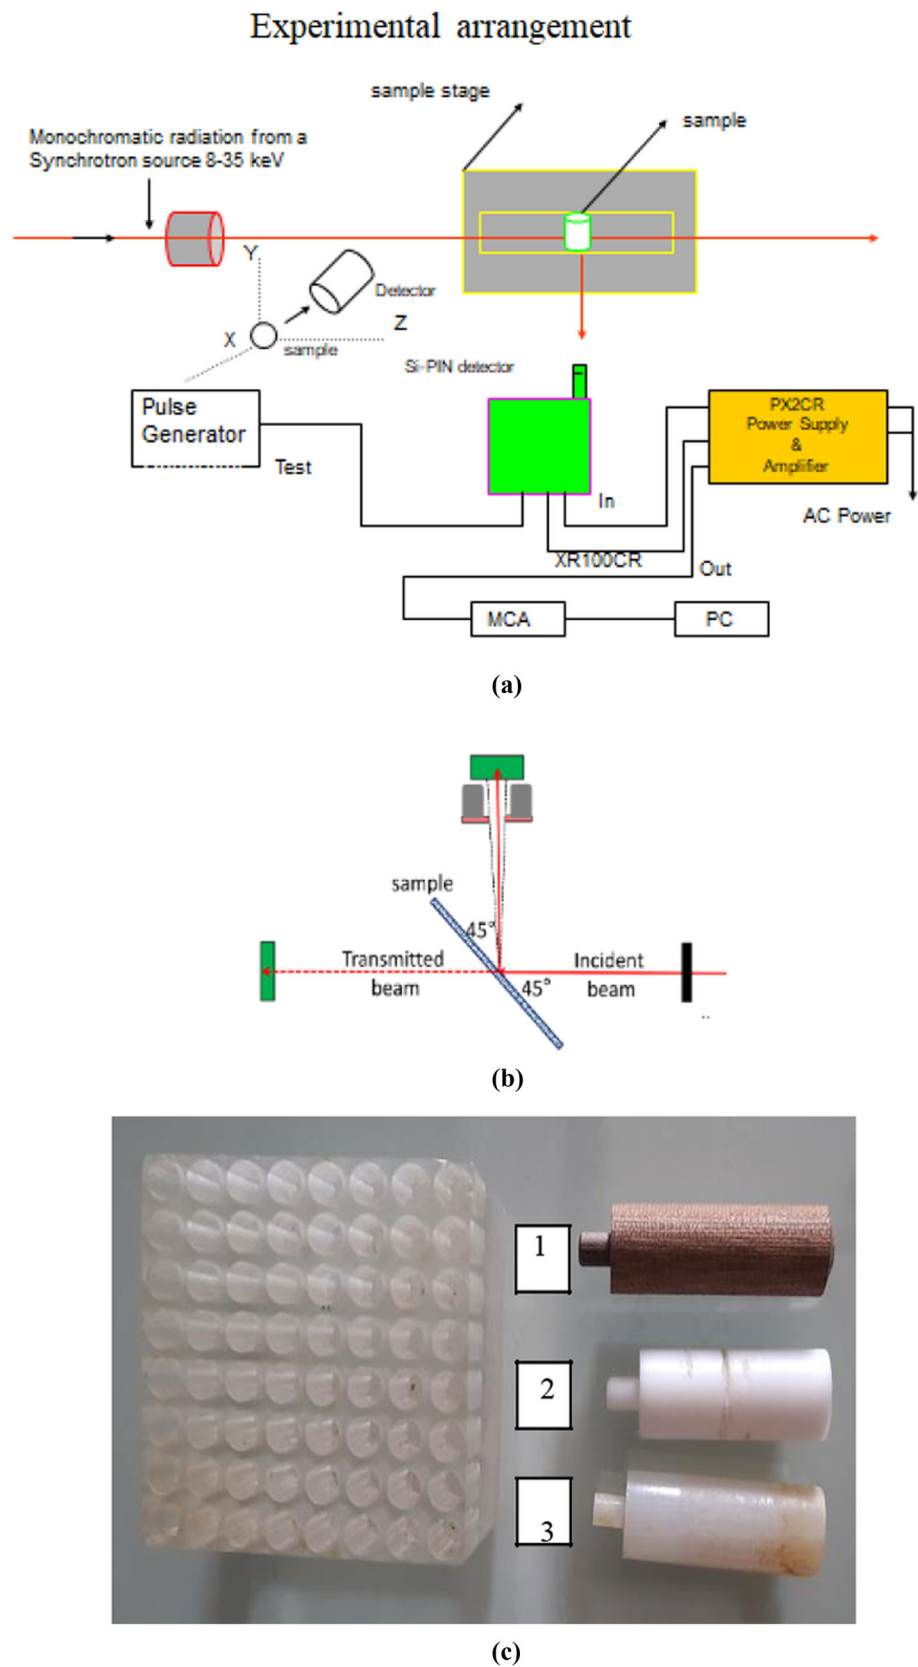 Experimental arrangement
sample stage
sample
Monochromatic radiation from a
Synchrotron source 8-35 keV
Y
Detector
X
Z
sample
Si-PIN detector
Pulse
Generator
Test
PX2CR
Power Supply
&
Amplifier
In
AC Power
XR100CR
Out
MCA
PC
(a)
sample
45°
Transmitted
beam
Incident
beam
45°
..
(b)
1
2
3
(c)